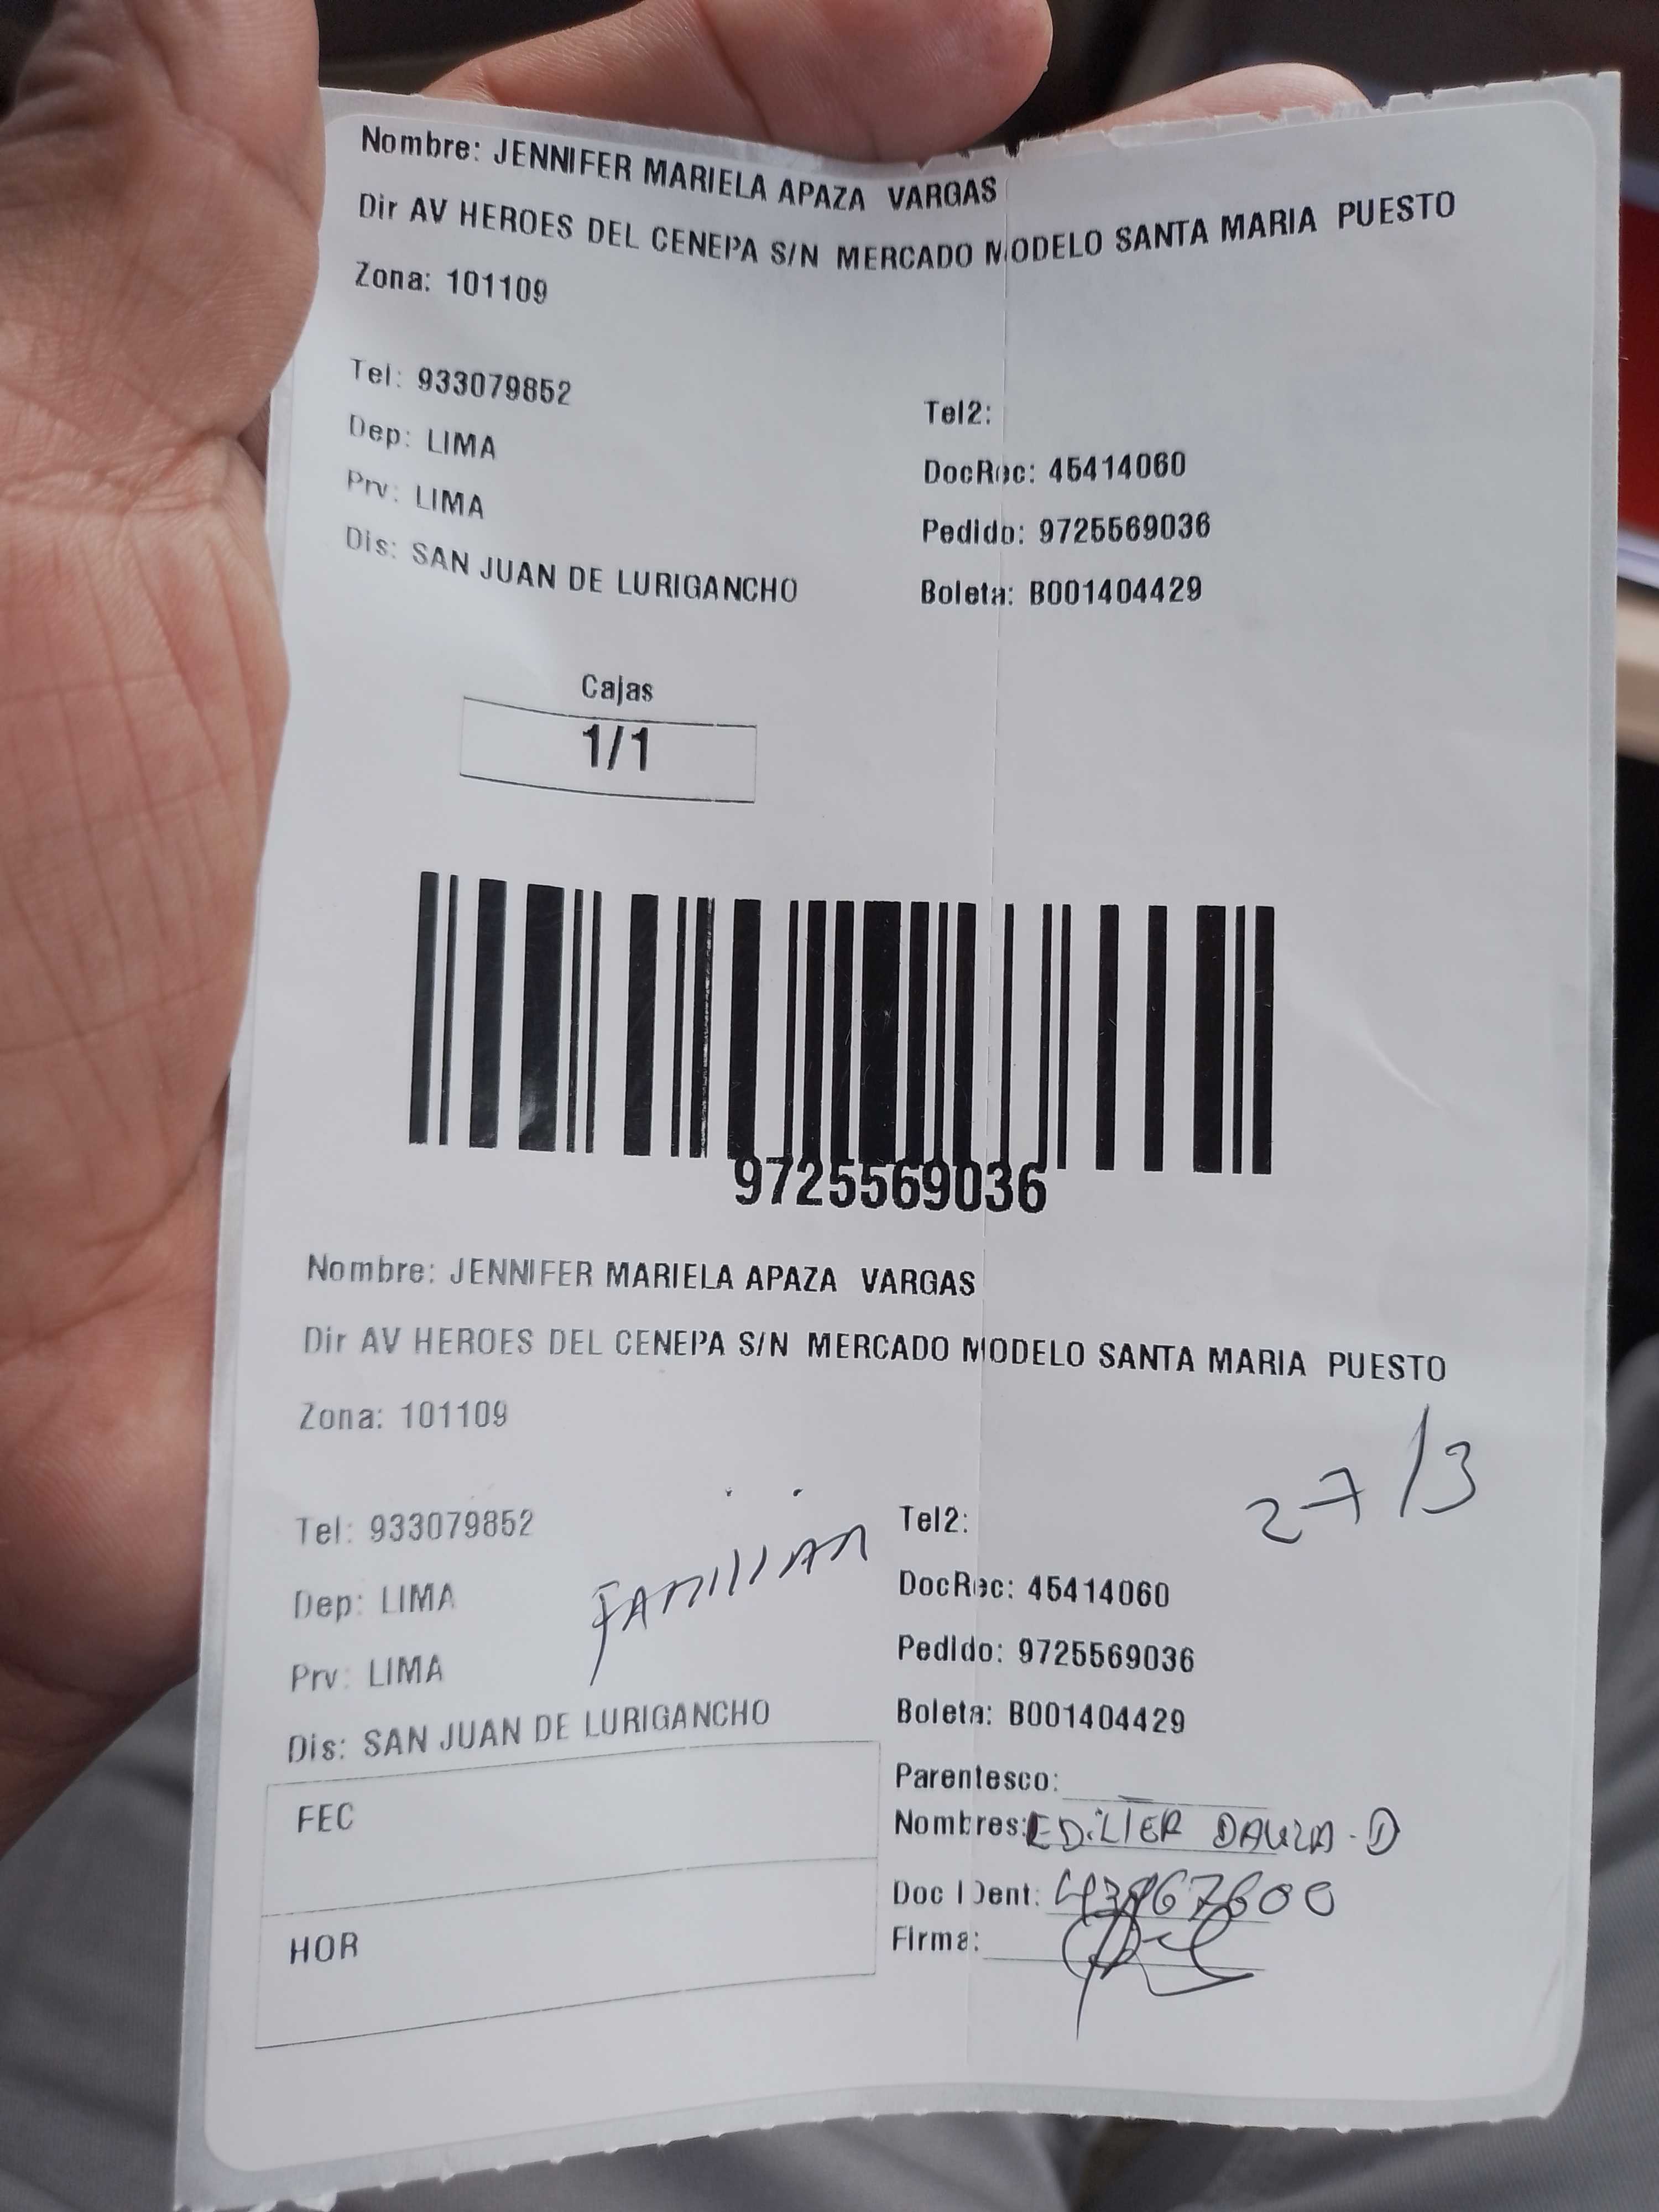 Nombre: JENNIFER MARIELA APAZA VARGAS
Dir AV HEROES DEL CENEPA S/N MERCADO MODELO SANTA MARIA PUESTO
Zona: 101109
Tel: 933079852
Tel2:
Dep: LIMA
DocRec: 45414060
Prv: LIMA
Pedido: 9725569036
Dis: SAN JUAN DE LURIGANCHO
Boleta: B001404429
Cajas
1/1
9725569036
Nombre: JENNIFER MARIELA APAZA VARGAS
Dir AV HEROES DEL CENEPA S/N MERCADO MODELO SANTA MARIA PUESTO
Zona: 101109
27/3
Tel: 933079852
Tel2:
FAMILIAR
Dep: LIMA
DocRec: 45414060
Prv: LIMA
Pedido: 9725569036
Dis: SAN JUAN DE LURIGANCHO
Boleta: B001404429
Parentesco:
FEC
Nombres: EDILTER
Doc Ident:
HOR
Firma: